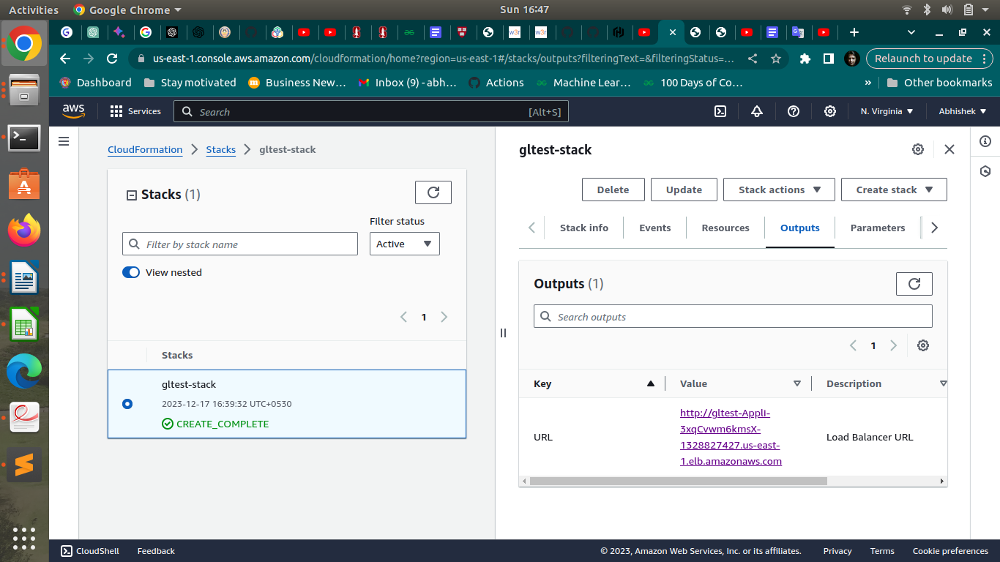 Activities
Google Chrome
Sun 16:47
us-east-1.console.aws.amazon.com/cloudformation/home?region=us-east-1#/stacks/outputs?filteringText=&filteringStatus=…
Relaunch to update
Dashboard
Stay motivated
Business New…
Inbox (9) - abh…
Actions
Machine Lear…
100 Days of Co…
»
Other bookmarks
aws
Services
Search
[Alt+S]
N. Virginia
Abhishek
CloudFormation
Stacks
gltest-stack
Stacks (1)
Filter status
Filter by stack name
Active
View nested
1
Stacks
gltest-stack
2023-12-17 16:39:32 UTC+0530
CREATE_COMPLETE
gltest-stack
Delete
Update
Stack actions
Create stack
Stack info
Events
Resources
Outputs
Parameters
Outputs (1)
Search outputs
1
Key
Value
Description
URL
http://gltest-Appli-
3xqCvwm6kmsX-
1328827427.us-east-
1.elb.amazonaws.com
Load Balancer URL
CloudShell
Feedback
© 2023, Amazon Web Services, Inc. or its affiliates.
Privacy
Terms
Cookie preferences